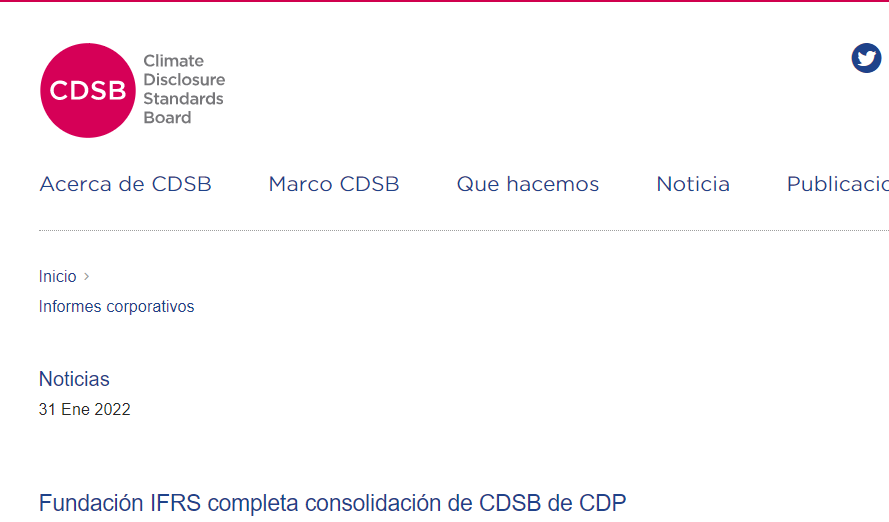 CDSB
Climate
Disclosure
Standards
Board
Acerca de CDSB Marco CDSB Que hacemos Noticia Publicacio
Inicio ›
Informes corporativos
Noticias
31 Ene 2022
Fundación IFRS completa consolidación de CDSB de CDP